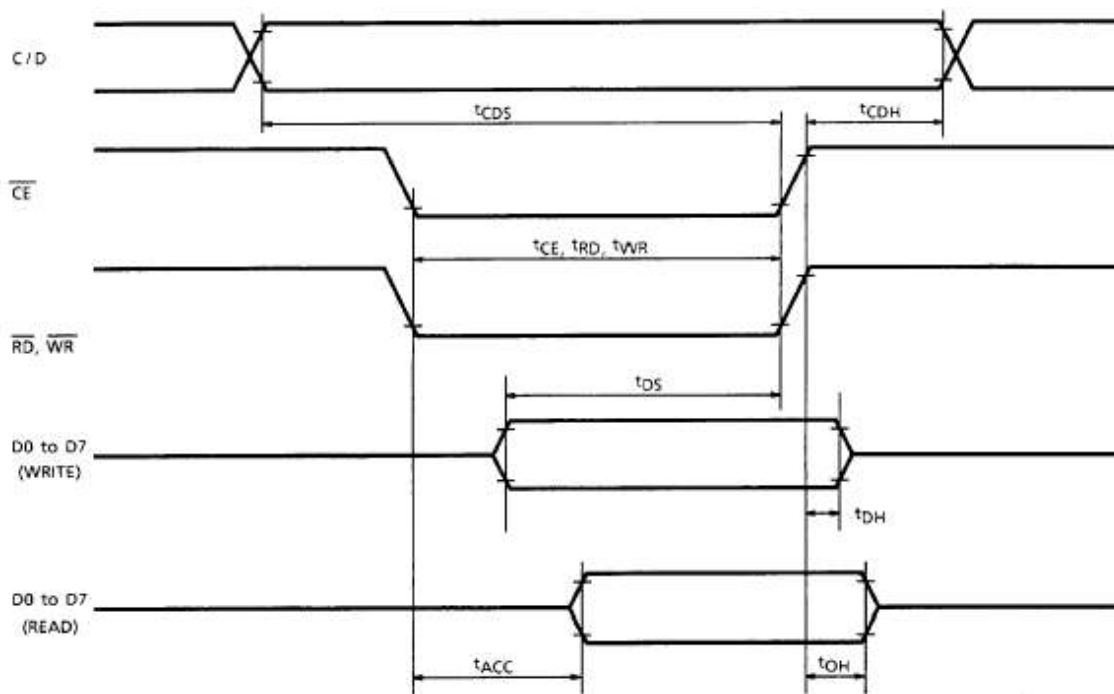 C/D
tCDS
tCDH
CE
tCE, tRD, tWR
RD, WR
tDS
D0 to D7
(WRITE)
tDH
D0 to D7
(READ)
tACC
tOH